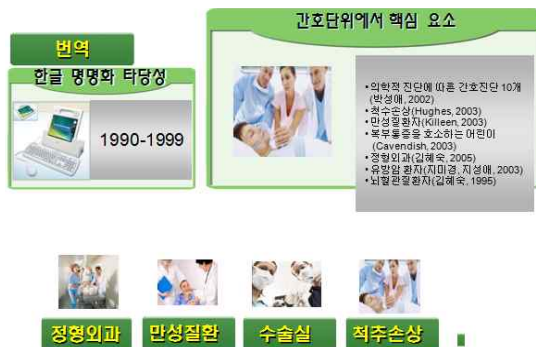 번역
한글 명명화 타당성
1990-1999
간호단위에서 핵심 요소
•의학적 진단에 따른 간호진단 10개
(박성애, 2002)
•척수손상(Hughes, 2003)
•만성질환자(Killeen, 2003)
•복부통증을 호소하는 어린이
(Cavendish, 2003)
•정형외과(김혜숙, 2005)
•유방암 환자(지미경, 지성애, 2003)
•뇌혈관질환자(김혜숙, 1995)
정형외과
만성질환
수술실
척추손상